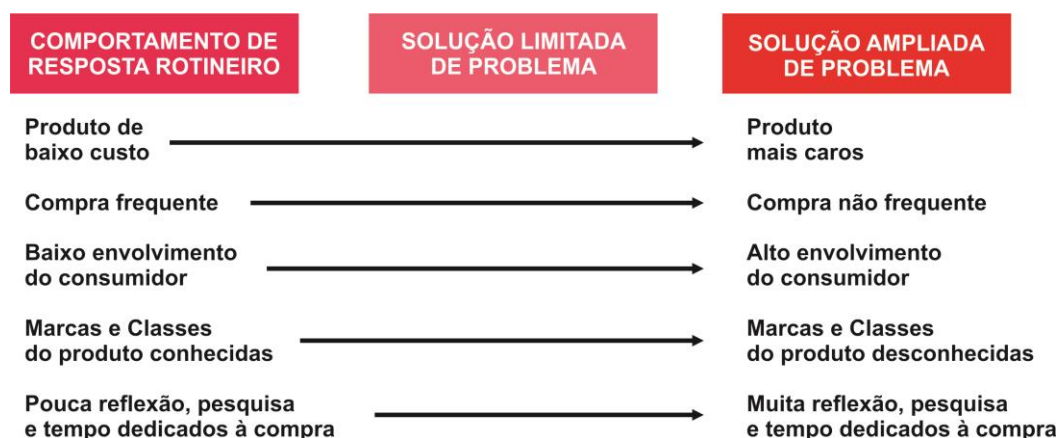 COMPORTAMENTO DE
RESPOSTA ROTINEIRO
SOLUÇÃO LIMITADA
DE PROBLEMA
SOLUÇÃO AMPLIADA
DE PROBLEMA
Produto de
baixo custo
Produto
mais caros
Compra frequente
Compra não frequente
Baixo envolvimento
do consumidor
Alto envolvimento
do consumidor
Marcas e Classes
do produto conhecidas
Marcas e Classes
do produto desconhecidas
Pouca reflexão, pesquisa
e tempo dedicados à compra
Muita reflexão, pesquisa
e tempo dedicados à compra